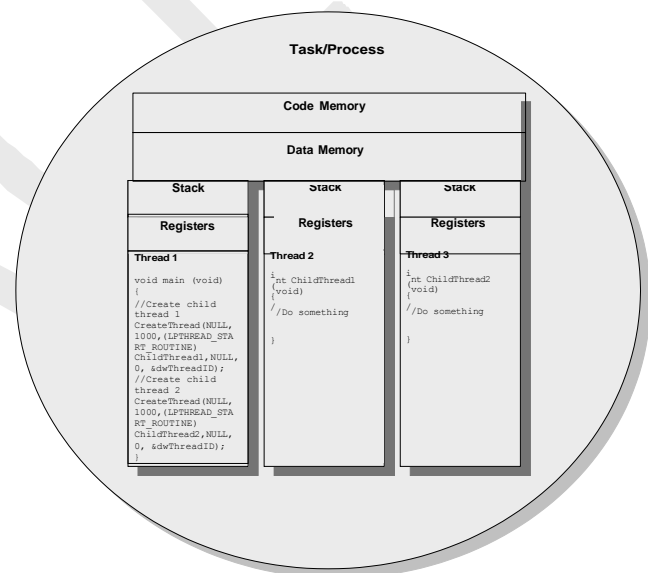 Task/Process
Code Memory
Data Memory
Stack
Registers
Thread 1
void main (void)
{
//Create child
thread 1
CreateThread(NULL,
1000,(LPTHREAD_STA
RT_ROUTINE)
ChildThread1,NULL,
0, &dwThreadID);
//Create child
thread 2
CreateThread(NULL,
1000,(LPTHREAD_STA
RT_ROUTINE)
ChildThread2,NULL,
0, &dwThreadID);
}
Stack
Registers
Thread 2
i
nt ChildThread1
(
void)
{
/
/Do something
}
Stack
Registers
Thread 3
i
nt ChildThread2
(
void)
{
/
/Do something
}